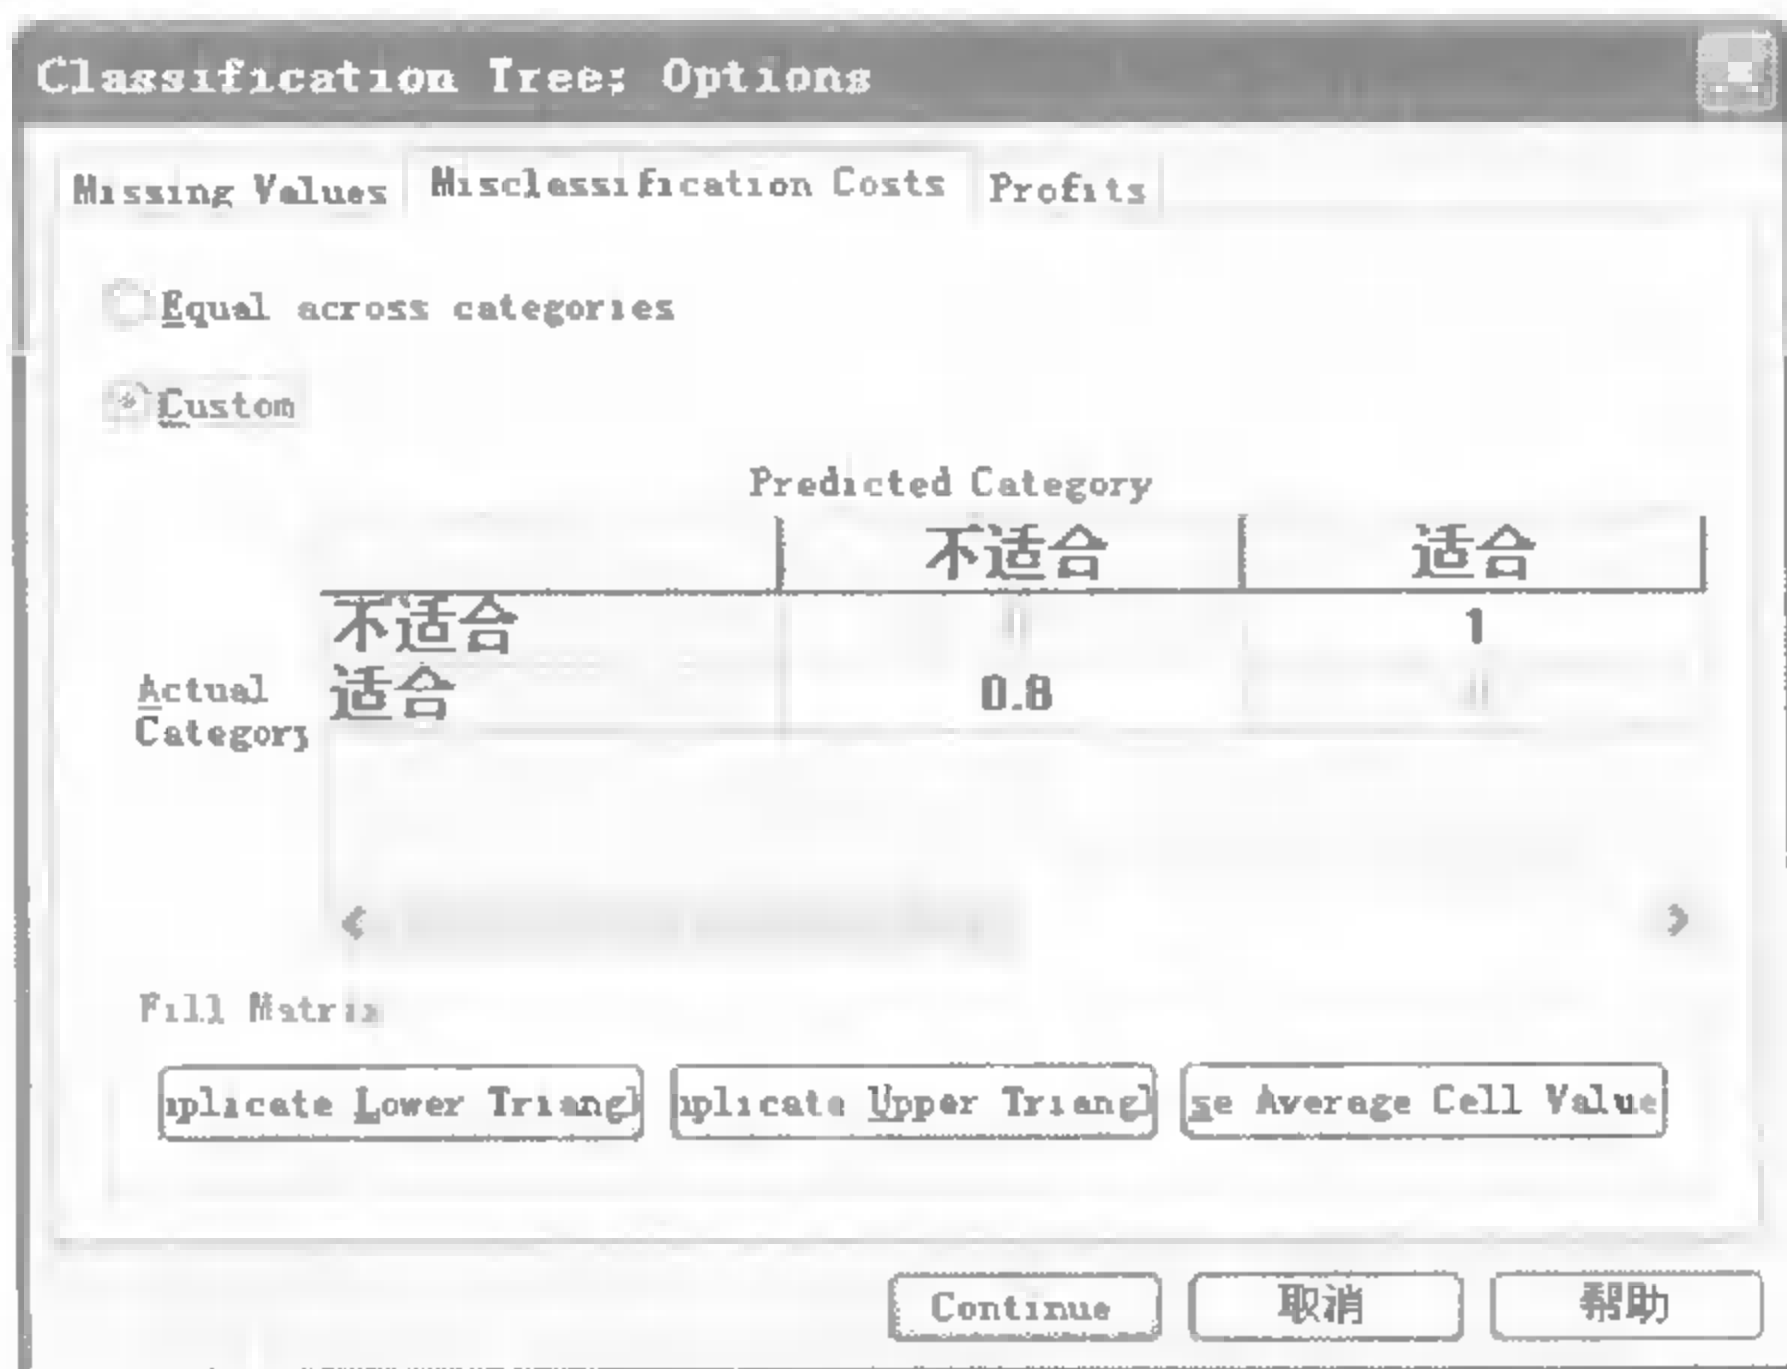 Classification Tree: Options
Missing Values Misclassification Costs Profits
Equal across categories
Custom
Predicted Category
不适合 适合
不适合 0 1
适合 0.8 0
Actual
Category
Fill Matrix
uplicate Lower Triangl uplicate Upper Triangl se Average Cell Value
Continue 取消 帮助